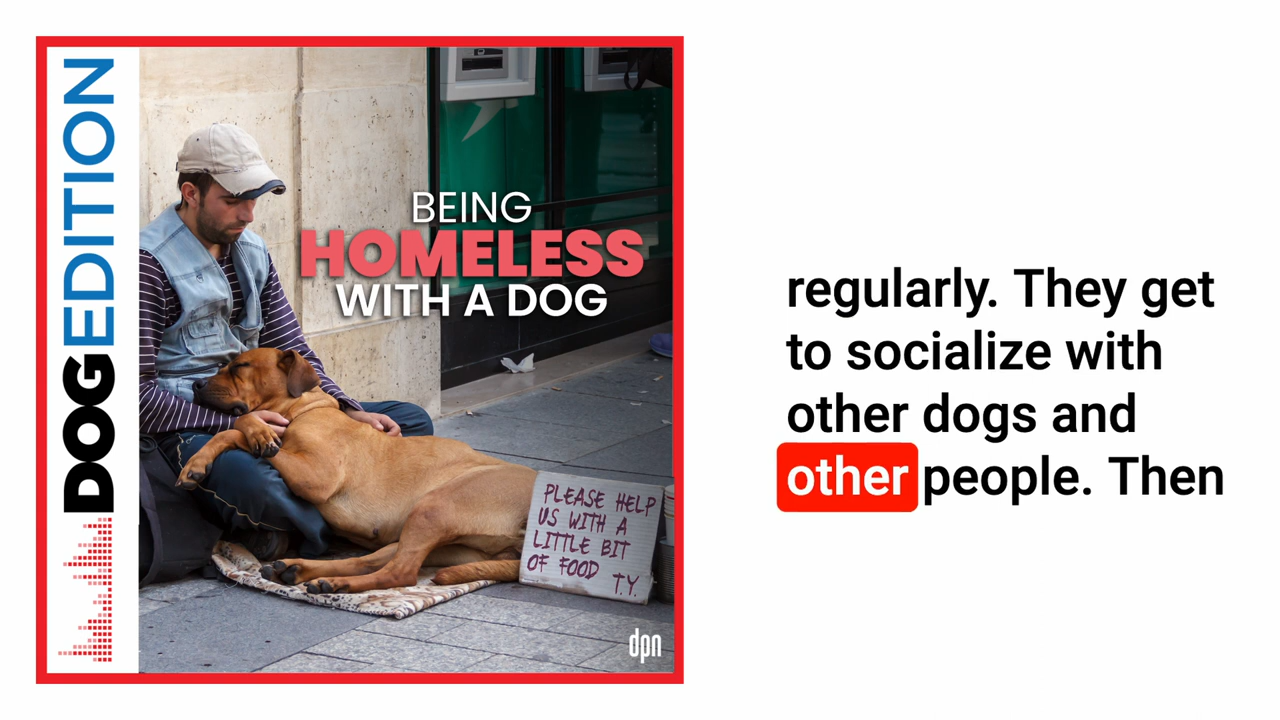 DOGEDITION
BEING
HOMELESS
WITH A DOG
PLEASE HELP
US WITH A
LITTLE BIT
OF FOOD T.Y.
dpn
regularly. They get
to socialize with
other dogs and
other people. Then